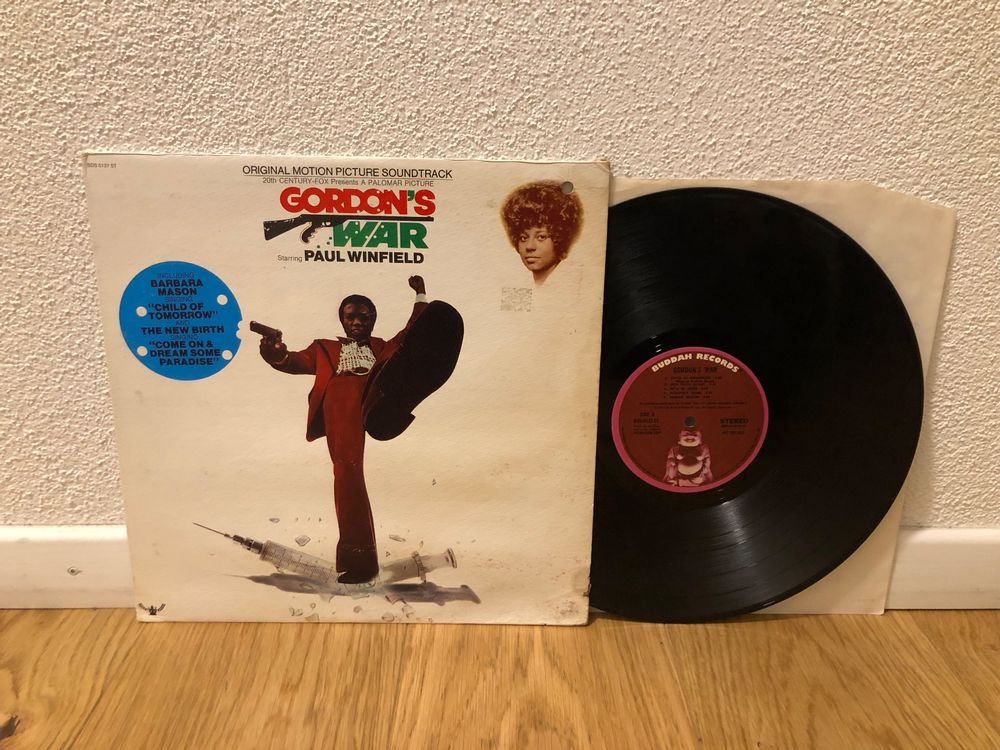 BDS 5137 ST
ORIGINAL MOTION PICTURE SOUNDTRACK
20th CENTURY-FOX Presents A PALOMAR PICTURE
GORDON'S
WAR
Starring PAUL WINFIELD
INCLUDING
BARBARA
MASON
SINGING
"CHILD OF
TOMORROW"
AND
THE NEW BIRTH
SINGING
"COME ON &
DREAM SOME
PARADISE"
BUDDAH RECORDS
GORDON'S WAR
SIDE A
STEREO